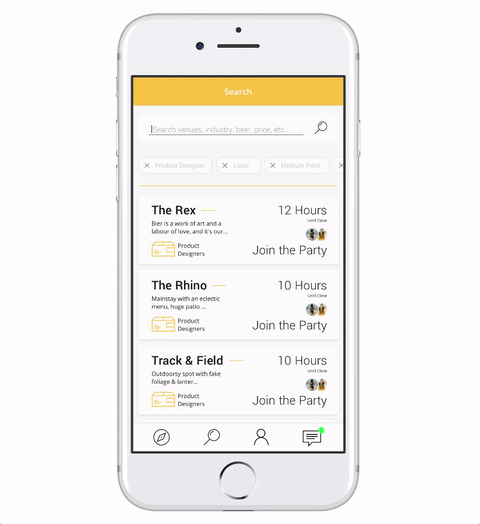 Search
Search venues, industry, beer, price, etc...
Product Designer
Local
Medium Price
The Rex
12 Hours
Until Close
Bier is a work of art and a
labour of love, and it's our...
Product
Designers
Join the Party
The Rhino
10 Hours
Until Close
Mainstay with an eclectic
menu, huge patio ...
Product
Designers
Join the Party
Track & Field
10 Hours
Until Close
Outdoorsy spot with fake
foliage & lanter...
Product
Designers
Join the Party